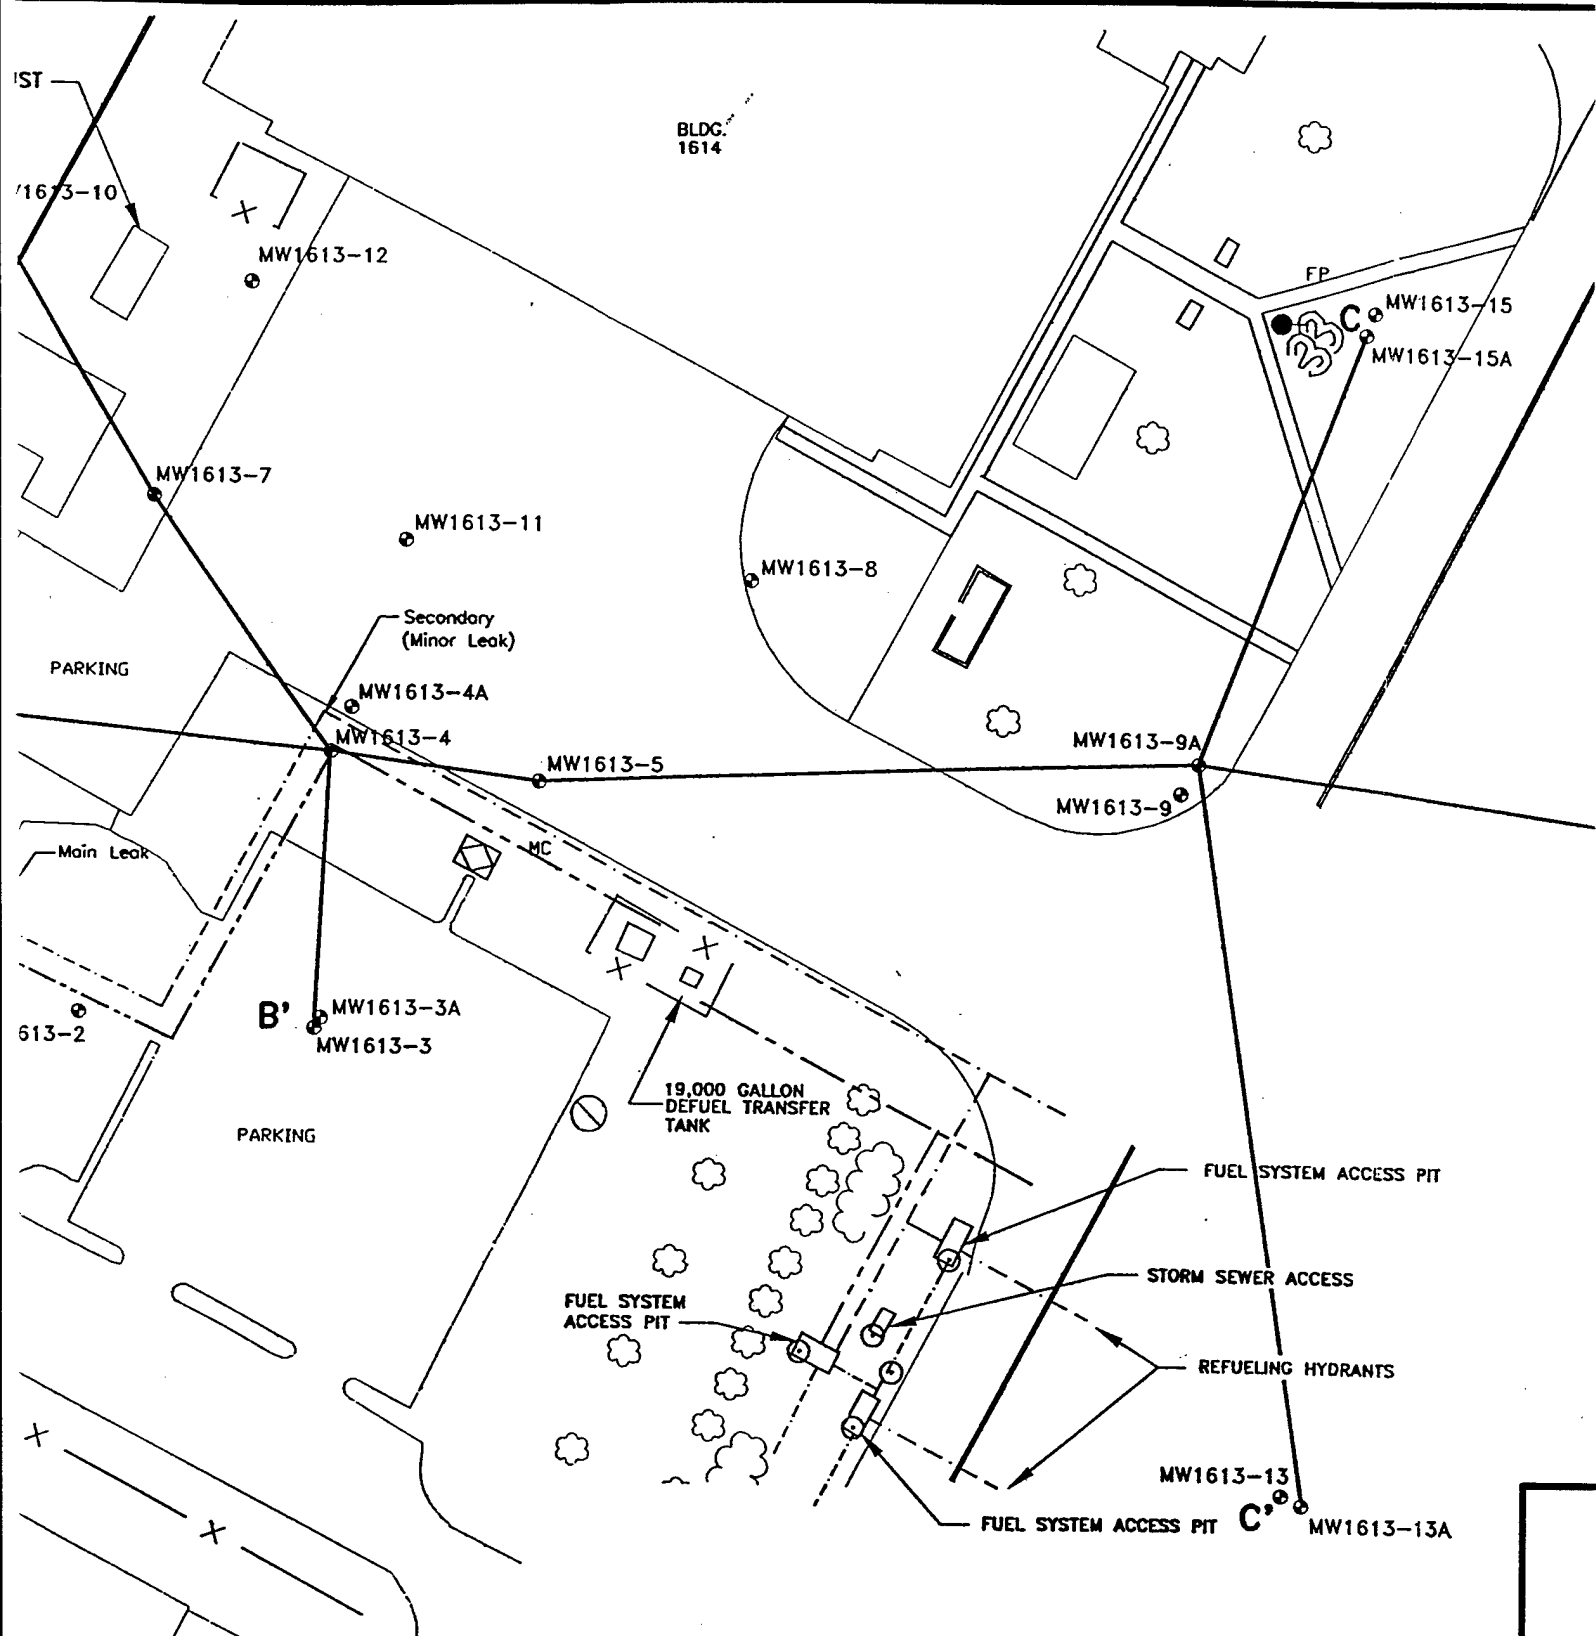 BLDG.
1614
MW1613-12
FP
MW1613-15
C
33
MW1613-15A
MW1613-7
MW1613-11
MW1613-8
Secondary
(Minor Leak)
PARKING
MW1613-4A
MW1613-4
MW1613-5
MW1613-9A
MW1613-9
Main Leak
MC
B'
MW1613-3A
MW1613-3
613-2
19,000 GALLON
DEFUEL TRANSFER
TANK
PARKING
FUEL SYSTEM ACCESS PIT
STORM SEWER ACCESS
FUEL SYSTEM
ACCESS PIT
REFUELING HYDRANTS
MW1613-13
C'
MW1613-13A
FUEL SYSTEM ACCESS PIT